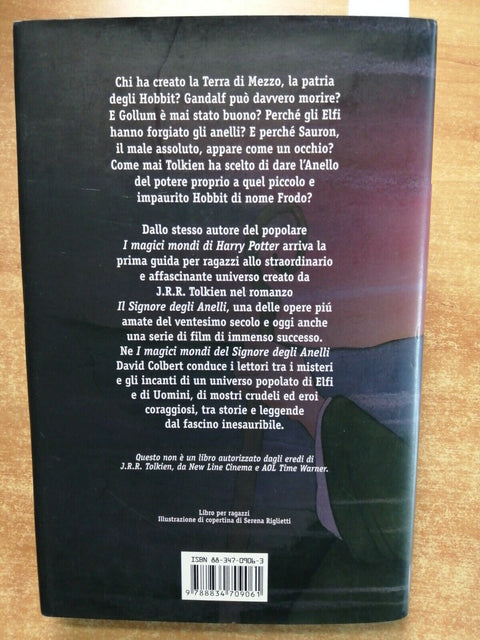 Chi ha creato la Terra di Mezzo, la patria
degli Hobbit? Gandalf può davvero morire?
E Gollum è mai stato buono? Perché gli Elfi
hanno forgiato gli anelli? E perché Sauron,
il male assoluto, appare come un occhio?
Come mai Tolkien ha scelto di dare l'Anello
del potere proprio a quel piccolo e
impaurito Hobbit di nome Frodo?
Dallo stesso autore del popolare
I magici mondi di Harry Potter arriva la
prima guida per ragazzi allo straordinario
e affascinante universo creato da
J.R.R. Tolkien nel romanzo
Il Signore degli Anelli, una delle opere piú
amate del ventesimo secolo e oggi anche
una serie di film di immenso successo.
Ne I magici mondi del Signore degli Anelli
David Colbert conduce i lettori tra i misteri
e gli incanti di un universo popolato di Elfi
e di Uomini, di mostri crudeli ed eroi
coraggiosi, tra storie e leggende
dal fascino inesauribile.
Questo non è un libro autorizzato dagli eredi di
J.R.R. Tolkien, da New Line Cinema e AOL Time Warner.
Libro per ragazzi
Illustrazione di copertina di Serena Riglietti
ISBN 88-347-0906-3
9 788834 709061